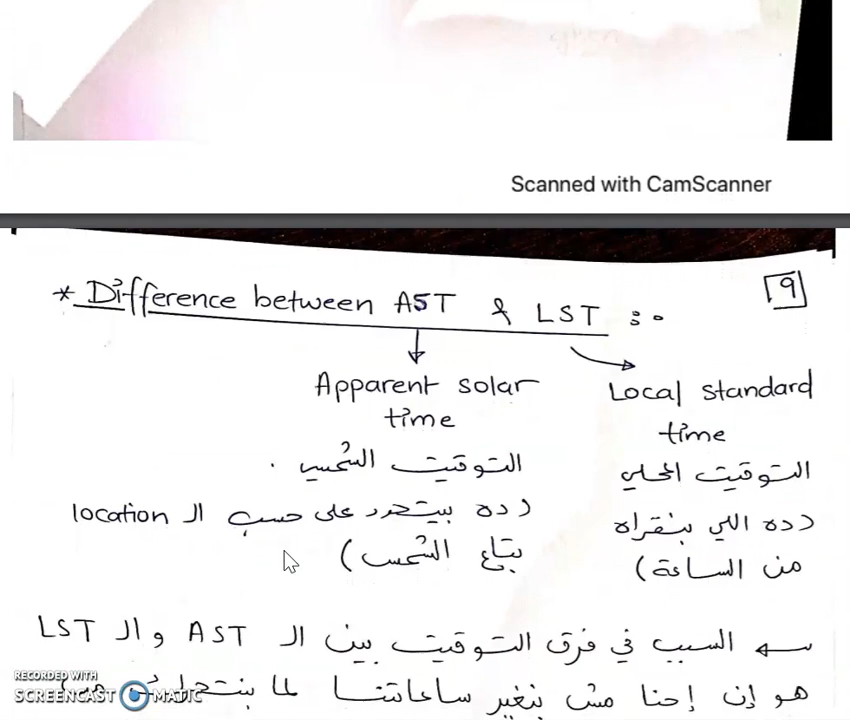 Scanned with CamScanner
9
* Difference between AST & LST :•
Apparent solar time
Local standard time
التوقيت الشمسي .
التوقيت المحلي
( ده بيتحدد على حسب الـ location
بتاع الشمس )
( ده اللي بنقراه
من الساعة )
السبب في فرق التوقيت بين الـ AST والـ LST
هو إن إحنا مش بنغير ساعاتنا لما بنتحرك
RECORDED WITH
SCREENCAST MATIC